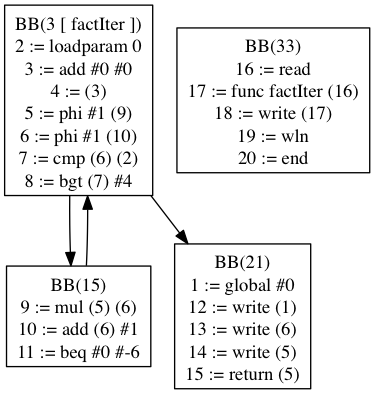 BB(3 [ factIter ])
2 := loadparam 0
3 := add #0 #0
4 := (3)
5 := phi #1 (9)
6 := phi #1 (10)
7 := cmp (6) (2)
8 := bgt (7) #4
BB(33)
16 := read
17 := func factIter (16)
18 := write (17)
19 := wln
20 := end
BB(15)
9 := mul (5) (6)
10 := add (6) #1
11 := beq #0 #-6
BB(21)
1 := global #0
12 := write (1)
13 := write (6)
14 := write (5)
15 := return (5)